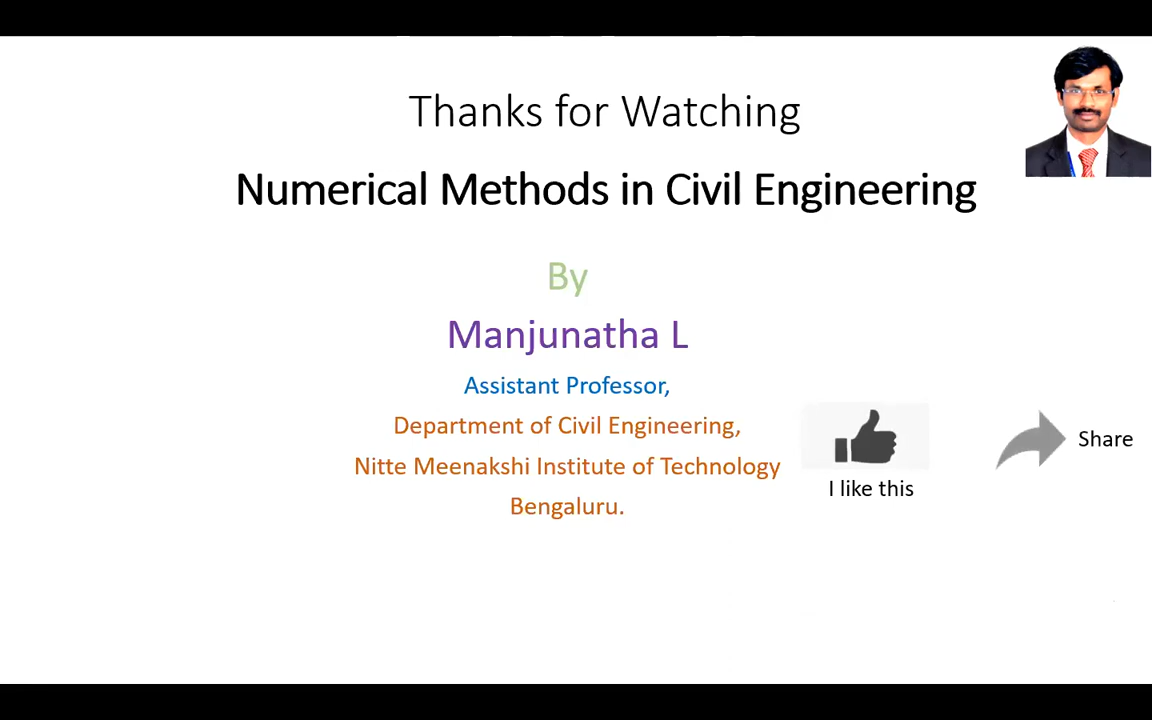 Thanks for Watching
Numerical Methods in Civil Engineering
By
Manjunatha L
Assistant Professor,
Department of Civil Engineering,
Nitte Meenakshi Institute of Technology
Bengaluru.
I like this
Share